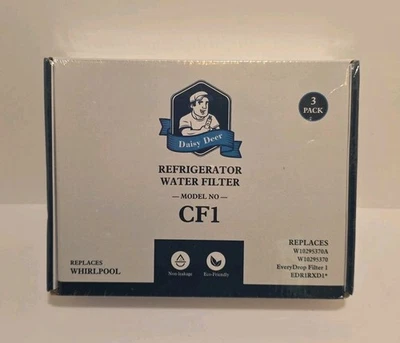 3
PACK
Daisy Deer
REFRIGERATOR
WATER FILTER
— MODEL NO —
CF1
REPLACES
WHIRLPOOL
Non-leakage
Eco-Friendly
REPLACES
W10295370A
W10295370
EveryDrop Filter 1
EDR1RXD1*